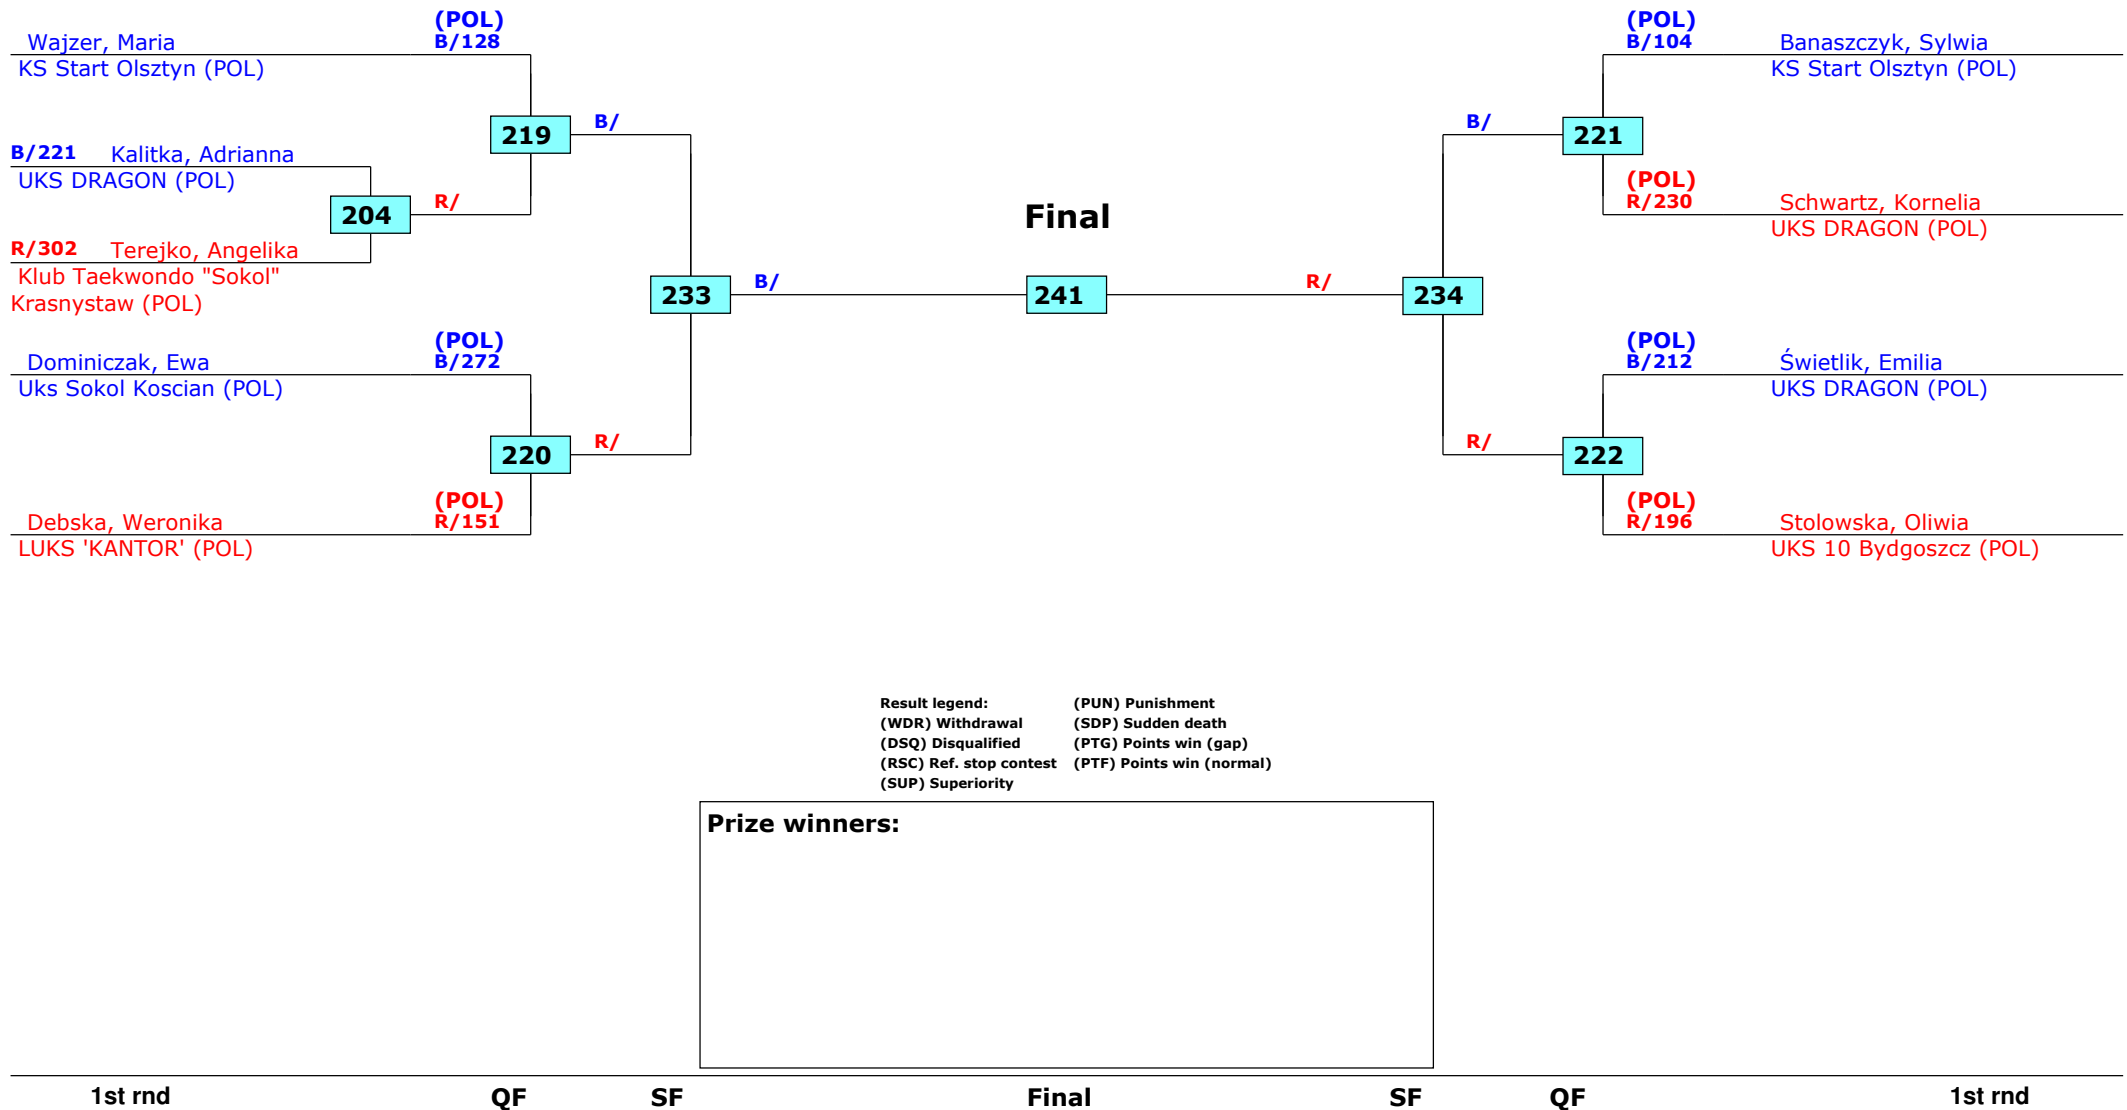 (POL)
Wajzer, Maria B/128
KS Start Olsztyn (POL)
219
B/
B/221 Kalitka, Adrianna
UKS DRAGON (POL)
204
R/
R/302 Terejko, Angelika
Klub Taekwondo "Sokol"
Krasnystaw (POL)
233
B/
(POL)
Dominiczak, Ewa B/272
Uks Sokol Koscian (POL)
220
R/
(POL)
Debska, Weronika R/151
LUKS 'KANTOR' (POL)
Final
241
(POL)
B/104 Banaszczyk, Sylwia
KS Start Olsztyn (POL)
B/
221
(POL)
R/230 Schwartz, Kornelia
UKS DRAGON (POL)
R/
234
(POL)
B/212 Świetlik, Emilia
UKS DRAGON (POL)
R/
222
(POL)
R/196 Stolowska, Oliwia
UKS 10 Bydgoszcz (POL)
Result legend: (PUN) Punishment
(WDR) Withdrawal (SDP) Sudden death
(DSQ) Disqualified (PTG) Points win (gap)
(RSC) Ref. stop contest (PTF) Points win (normal)
(SUP) Superiority
Prize winners:
1st rnd QF SF Final SF QF 1st rnd